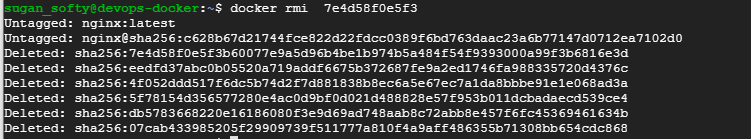 sugan_softy@devops-docker:~$ docker rmi  7e4d58f0e5f3
Untagged: nginx:latest
Untagged: nginx@sha256:c628b67d21744fce822d22fdcc0389f6bd763daac23a6b77147d0712ea7102d0
Deleted: sha256:7e4d58f0e5f3b60077e9a5d96b4be1b974b5a484f54f9393000a99f3b6816e3d
Deleted: sha256:eedfd37abc0b05520a719addf6675b372687fe9a2ed1746fa988335720d4376c
Deleted: sha256:4f052ddd517f6dc5b74d2f7d881838b8ec6a5e67ec7a1da8bbbe91e1e068ad3a
Deleted: sha256:5f78154d356577280e4ac0d9bf0d021d488828e57f953b011dcbadaecd539ce4
Deleted: sha256:db5783668220e16186080f3e9d69ad748aab8c72abb8e457f6fc45369461634b
Deleted: sha256:07cab433985205f29909739f511777a810f4a9aff486355b71308bb654cdc868